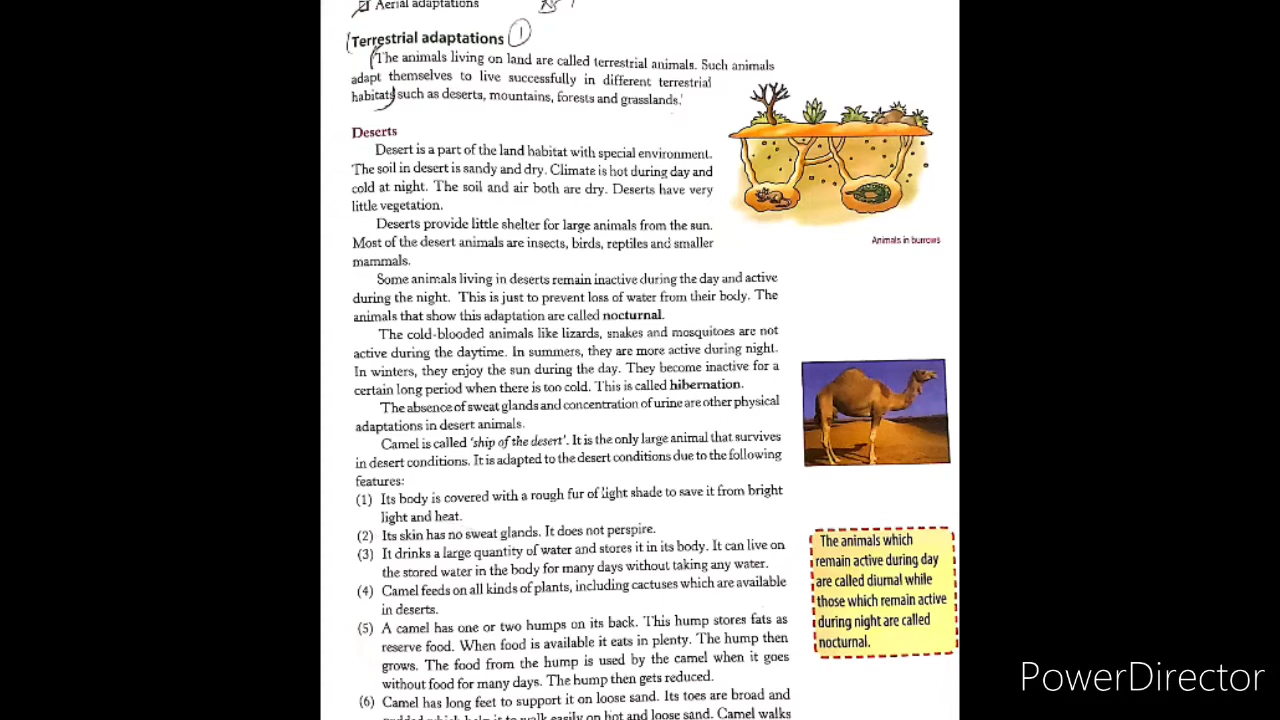 Aerial adaptations
Terrestrial adaptations 1
The animals living on land are called terrestrial animals. Such animals
adapt themselves to live successfully in different terrestrial
habitats such as deserts, mountains, forests and grasslands.
Deserts
Desert is a part of the land habitat with special environment.
The soil in desert is sandy and dry. Climate is hot during day and
cold at night. The soil and air both are dry. Deserts have very
little vegetation.
Deserts provide little shelter for large animals from the sun.
Most of the desert animals are insects, birds, reptiles and smaller
mammals.
Animals in burrows
Some animals living in deserts remain inactive during the day and active
during the night. This is just to prevent loss of water from their body. The
animals that show this adaptation are called nocturnal.
The cold-blooded animals like lizards, snakes and mosquitoes are not
active during the daytime. In summers, they are more active during night.
In winters, they enjoy the sun during the day. They become inactive for a
certain long period when there is too cold. This is called hibernation.
The absence of sweat glands and concentration of urine are other physical
adaptations in desert animals.
Camel is called 'ship of the desert'. It is the only large animal that survives
in desert conditions. It is adapted to the desert conditions due to the following
features:
(1) Its body is covered with a rough fur of light shade to save it from bright
light and heat.
(2) Its skin has no sweat glands. It does not perspire.
(3) It drinks a large quantity of water and stores it in its body. It can live on
the stored water in the body for many days without taking any water.
(4) Camel feeds on all kinds of plants, including cactuses which are available
in deserts.
(5) A camel has one or two humps on its back. This hump stores fats as
reserve food. When food is available it eats in plenty. The hump then
grows. The food from the hump is used by the camel when it goes
without food for many days. The hump then gets reduced.
(6) Camel has long feet to support it on loose sand. Its toes are broad and
padded which help it to walk easily on hot and loose sand. Camel walks
The animals which
remain active during day
are called diurnal while
those which remain active
during night are called
nocturnal.
PowerDirector